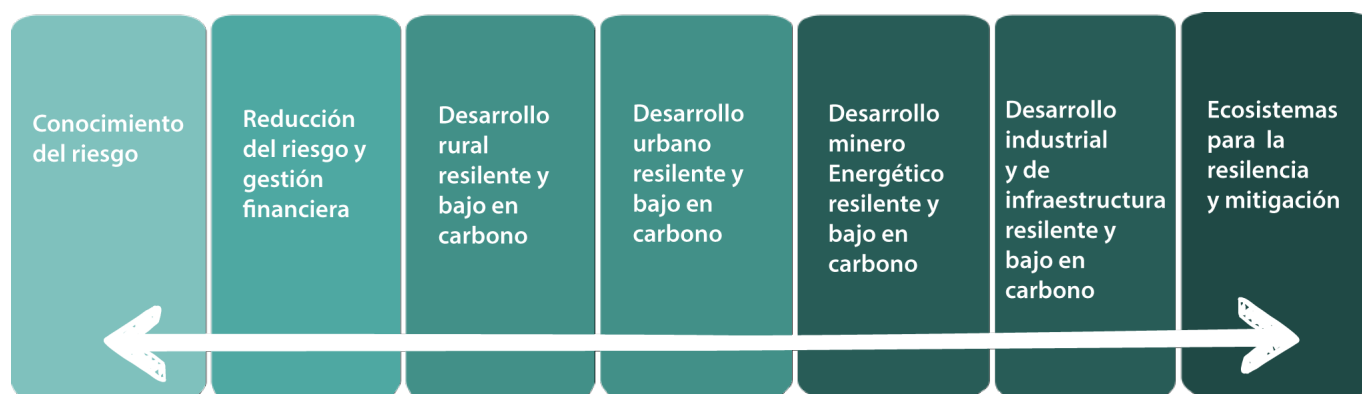 Conocimiento
del riesgo
Reducción
del riesgo y
gestión
financiera
Desarrollo
rural
resilente y
bajo en
carbono
Desarrollo
urbano
resilente y
bajo en
carbono
Desarrollo
minero
Energético
resilente y
bajo en
carbono
Desarrollo
industrial
y de
infraestructura
resilente y
bajo en
carbono
Ecosistemas
para la
resilencia
y mitigación